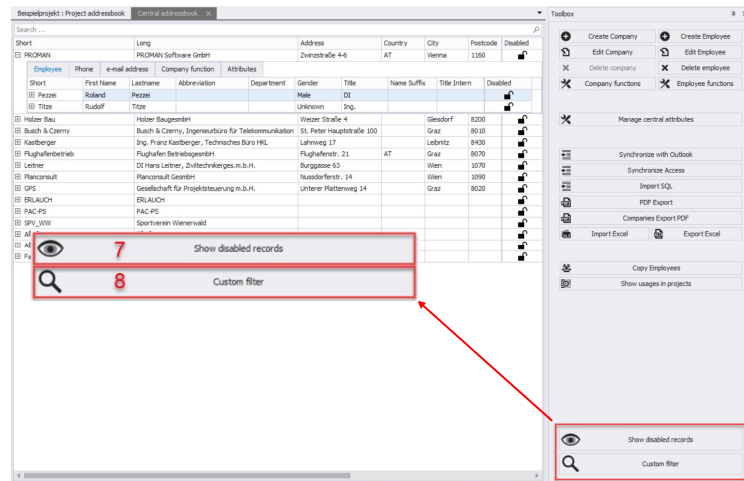 Beispielprojekt : Project addressbook Central addressbook × Toolbox
Search ...
Short Long Address Country City Postcode Disabled
PROMAN PROMAN Software GmbH Zwinzstraße 4-6 AT Vienna 1160
Employee Phone e-mail address Company function Attributes
Short First Name Lastname Abbreviation Department Gender Title Name Suffix Title Intern Disabled
Pezzei Roland Pezzei Male DI
Titze Rudolf Titze Unknown Ing.
Holzer Bau Holzer BaugesmbH Weizer Straße 4 Gleisdorf 8200
Busch & Czerny Busch & Czerny, Ingenieurbüro für Telekommunikation St. Peter Hauptstraße 100 Graz 8010
Kastberger Ing. Franz Kastberger, Technisches Büro HKL Lahnweg 17 Leibnitz 8430
Flughafenbetrieb Flughafen BetriebsgesmbH Flughafenstr. 21 AT Graz 8070
Leitner DI Hans Leitner, Ziviltechnikerges.m.b.H. Burggasse 63 Wien 1070
Planconsult Planconsult GesmbH Nussdorferstr. 14 Wien 1090
GPS Gesellschaft für Projektsteuerung m.b.H. Unterer Plattenweg 14 Graz 8020
ERLAUCH ERLAUCH
PAC-PS PAC-PS
SPV_WW Sportverein Wienerwald
7 Show disabled records
8 Custom filter
Create Company Create Employee
Edit Company Edit Employee
Delete company Delete employee
Company functions Employee functions
Manage central attributes
Synchronize with Outlook
Synchronize Access
Import SQL
PDF Export
Companies Export PDF
Import Excel Export Excel
Copy Employees
Show usages in projects
Show disabled records
Custom filter